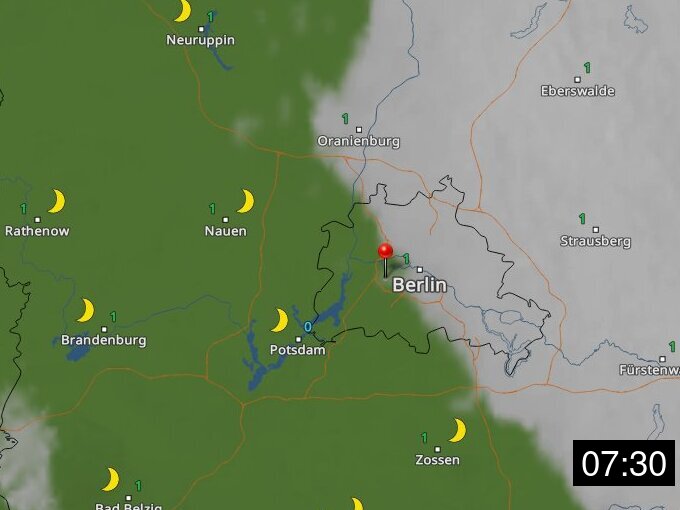 1
Neuruppin
1
Eberswalde
1
Oranienburg
1
Rathenow
1
Nauen
1
Strausberg
1
Berlin
1
Brandenburg
0
Potsdam
1
Fürstenwa
1
Zossen
07:30
1
Bad Belzig